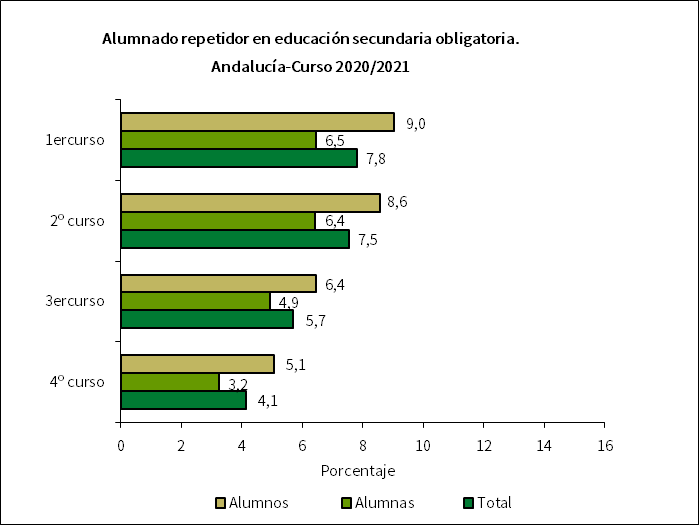 Alumnado repetidor en educación secundaria obligatoria.
Andalucía-Curso 2020/2021
1ercurso
9,0
6,5
7,8
2º curso
8,6
6,4
7,5
3ercurso
6,4
4,9
5,7
4º curso
5,1
3,2
4,1
0 2 4 6 8 10 12 14 16
Porcentaje
Alumnos Alumnas Total